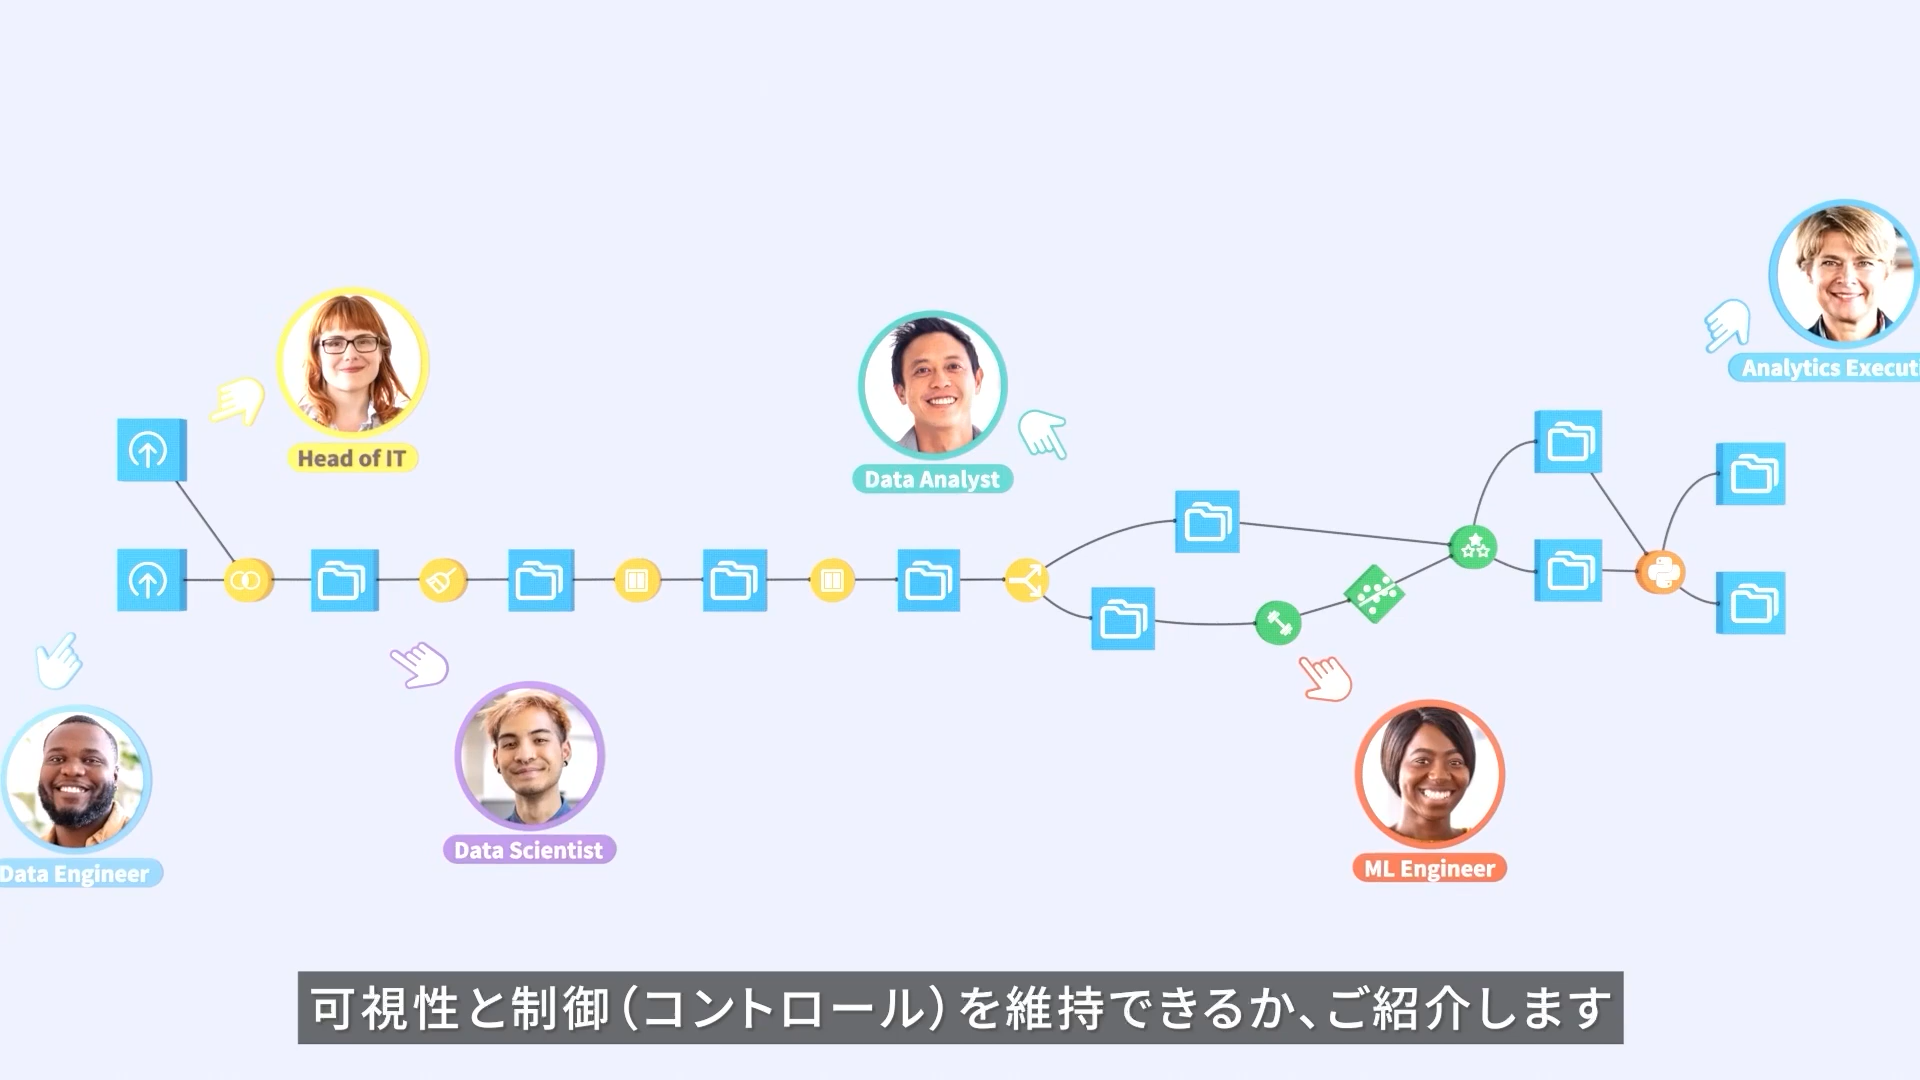 Analytics Executi
Head of IT
Data Analyst
Data Scientist
ML Engineer
Data Engineer
可視性と制御（コントロール）を維持できるか、ご紹介します